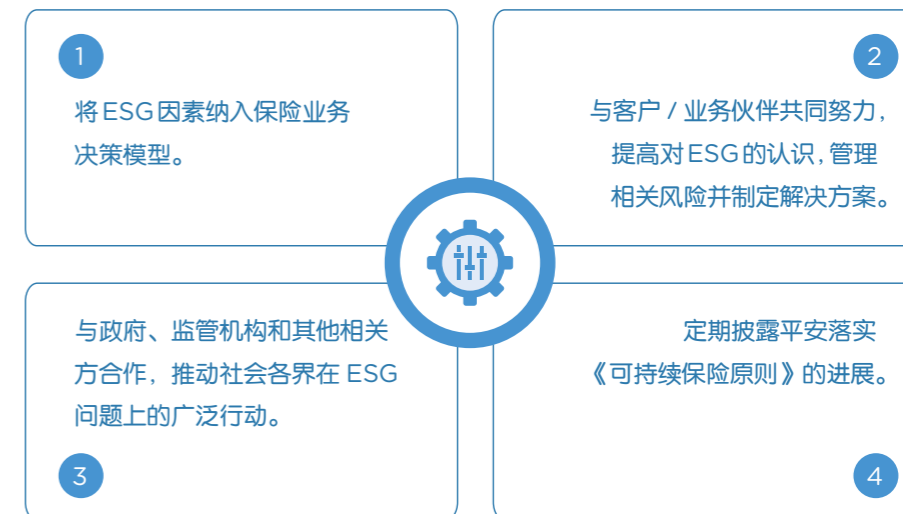 1
将ESG因素纳入保险业务
决策模型。
2
与客户 / 业务伙伴共同努力，
提高对ESG的认识，管理
相关风险并制定解决方案。
与政府、监管机构和其他相关
方合作，推动社会各界在 ESG
问题上的广泛行动。
3
定期披露平安落实
《可持续保险原则》的进展。
4